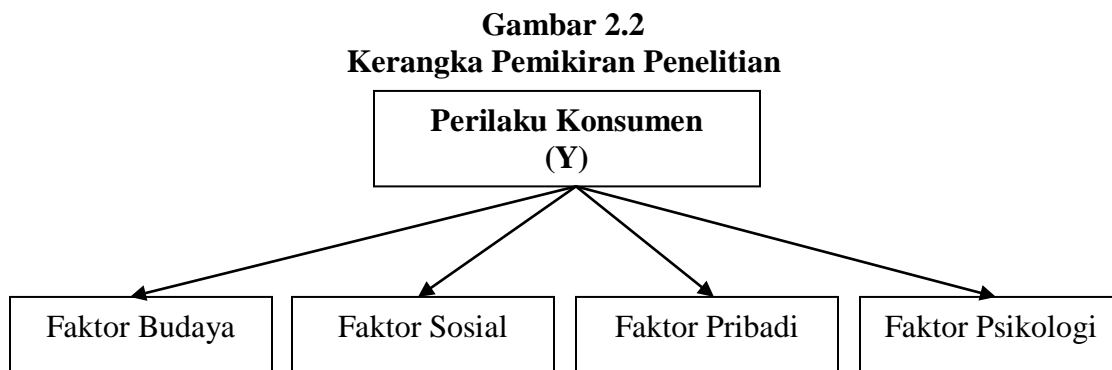 Gambar 2.2
Kerangka Pemikiran Penelitian
Perilaku Konsumen
(Y)
Faktor Budaya
Faktor Sosial
Faktor Pribadi
Faktor Psikologi